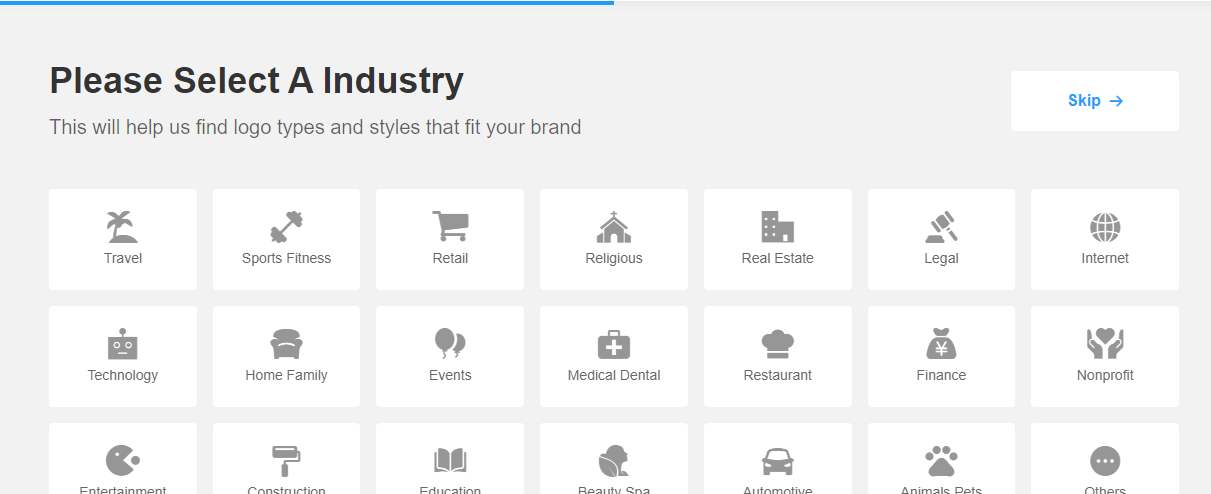 Please Select A Industry
Skip →
This will help us find logo types and styles that fit your brand
Travel
Sports Fitness
Retail
Religious
Real Estate
Legal
Internet
Technology
Home Family
Events
Medical Dental
Restaurant
Finance
Nonprofit
Entertainment
Construction
Education
Beauty Spa
Automotive
Animals Pets
Others